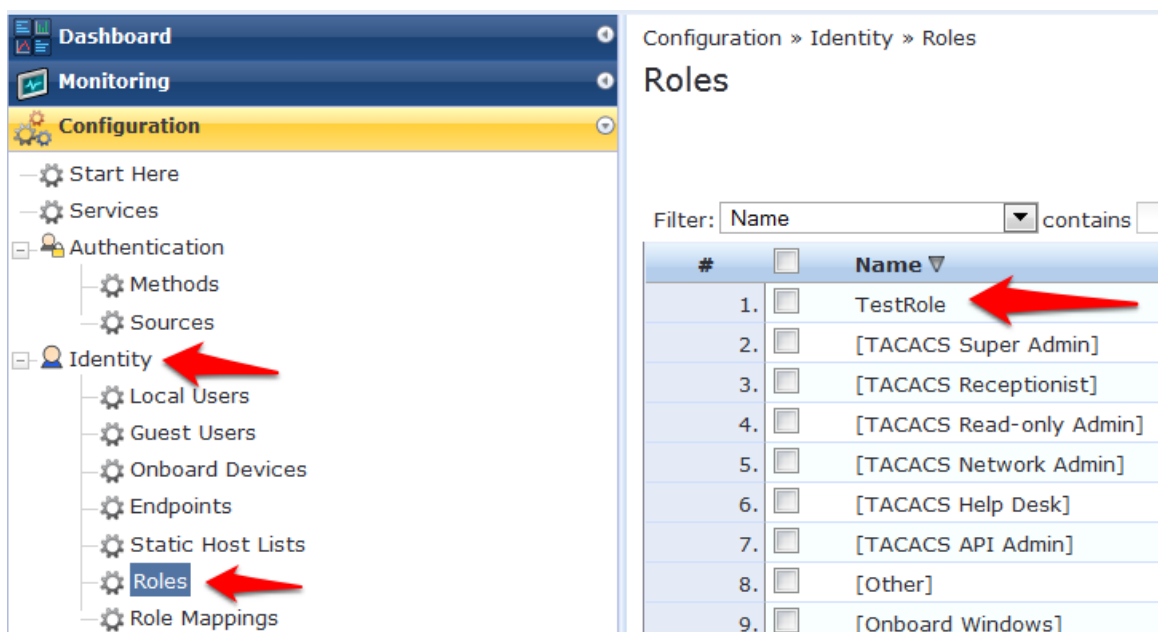 Dashboard
Monitoring
Configuration
Start Here
Services
Authentication
Methods
Sources
Identity
Local Users
Guest Users
Onboard Devices
Endpoints
Static Host Lists
Roles
Role Mappings
Configuration » Identity » Roles
Roles
Filter: Name contains
# Name
1. TestRole
2. [TACACS Super Admin]
3. [TACACS Receptionist]
4. [TACACS Read-only Admin]
5. [TACACS Network Admin]
6. [TACACS Help Desk]
7. [TACACS API Admin]
8. [Other]
9. [Onboard Windows]